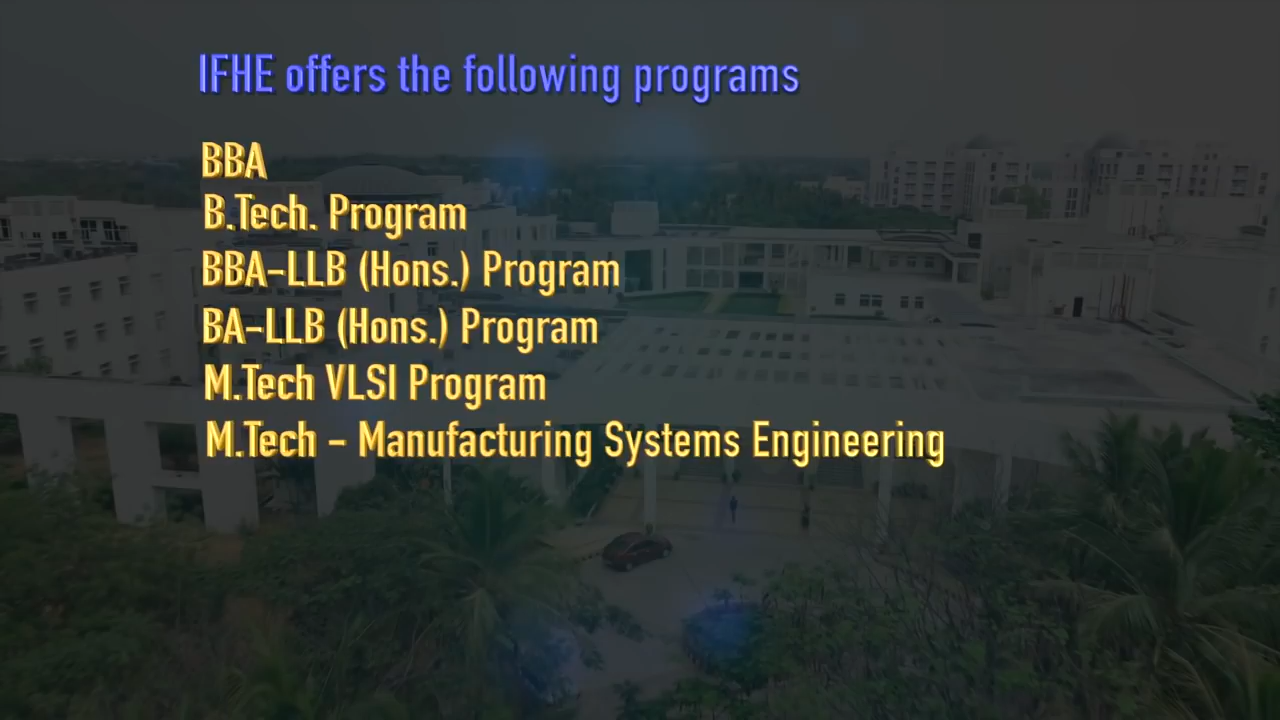 IFHE offers the following programs
BBA
B.Tech. Program
BBA-LLB (Hons.) Program
BA-LLB (Hons.) Program
M.Tech VLSI Program
M.Tech - Manufacturing Systems Engineering